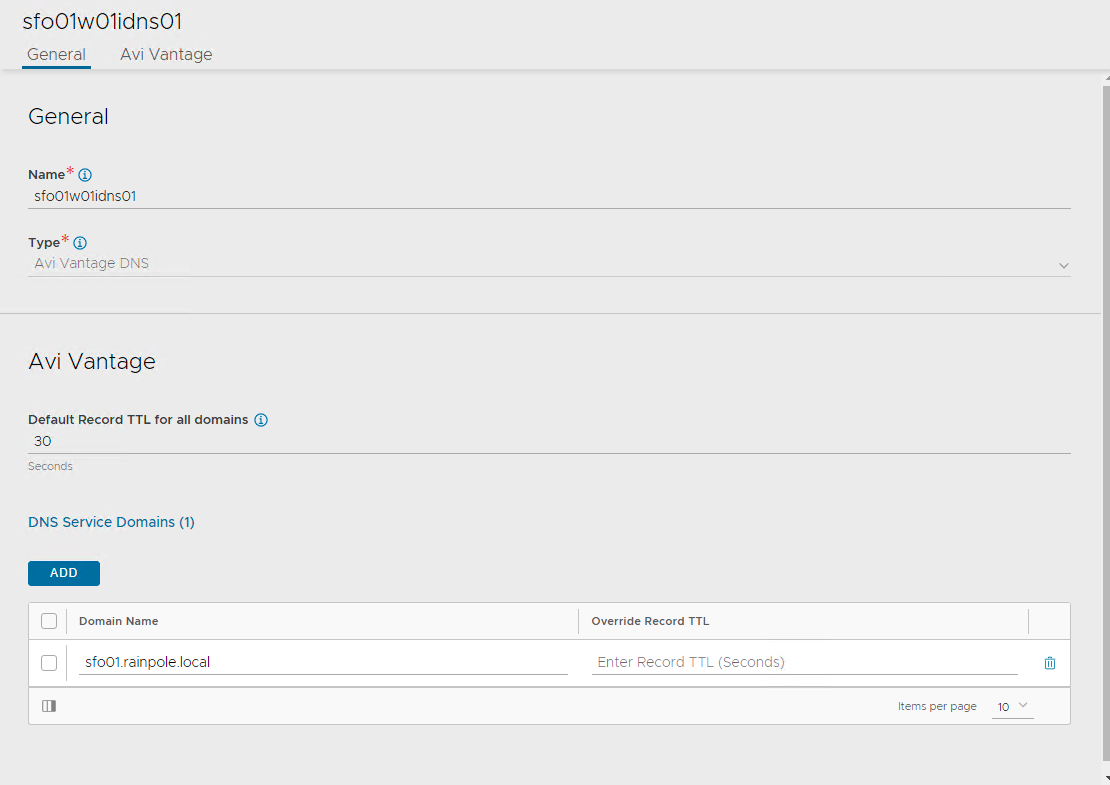 sfo01w01idns01
General Avi Vantage
General
Name*
sfo01w01idns01
Type*
Avi Vantage DNS
Avi Vantage
Default Record TTL for all domains
30
Seconds
DNS Service Domains (1)
ADD
Domain Name Override Record TTL
sfo01.rainpole.local Enter Record TTL (Seconds)
Items per page 10